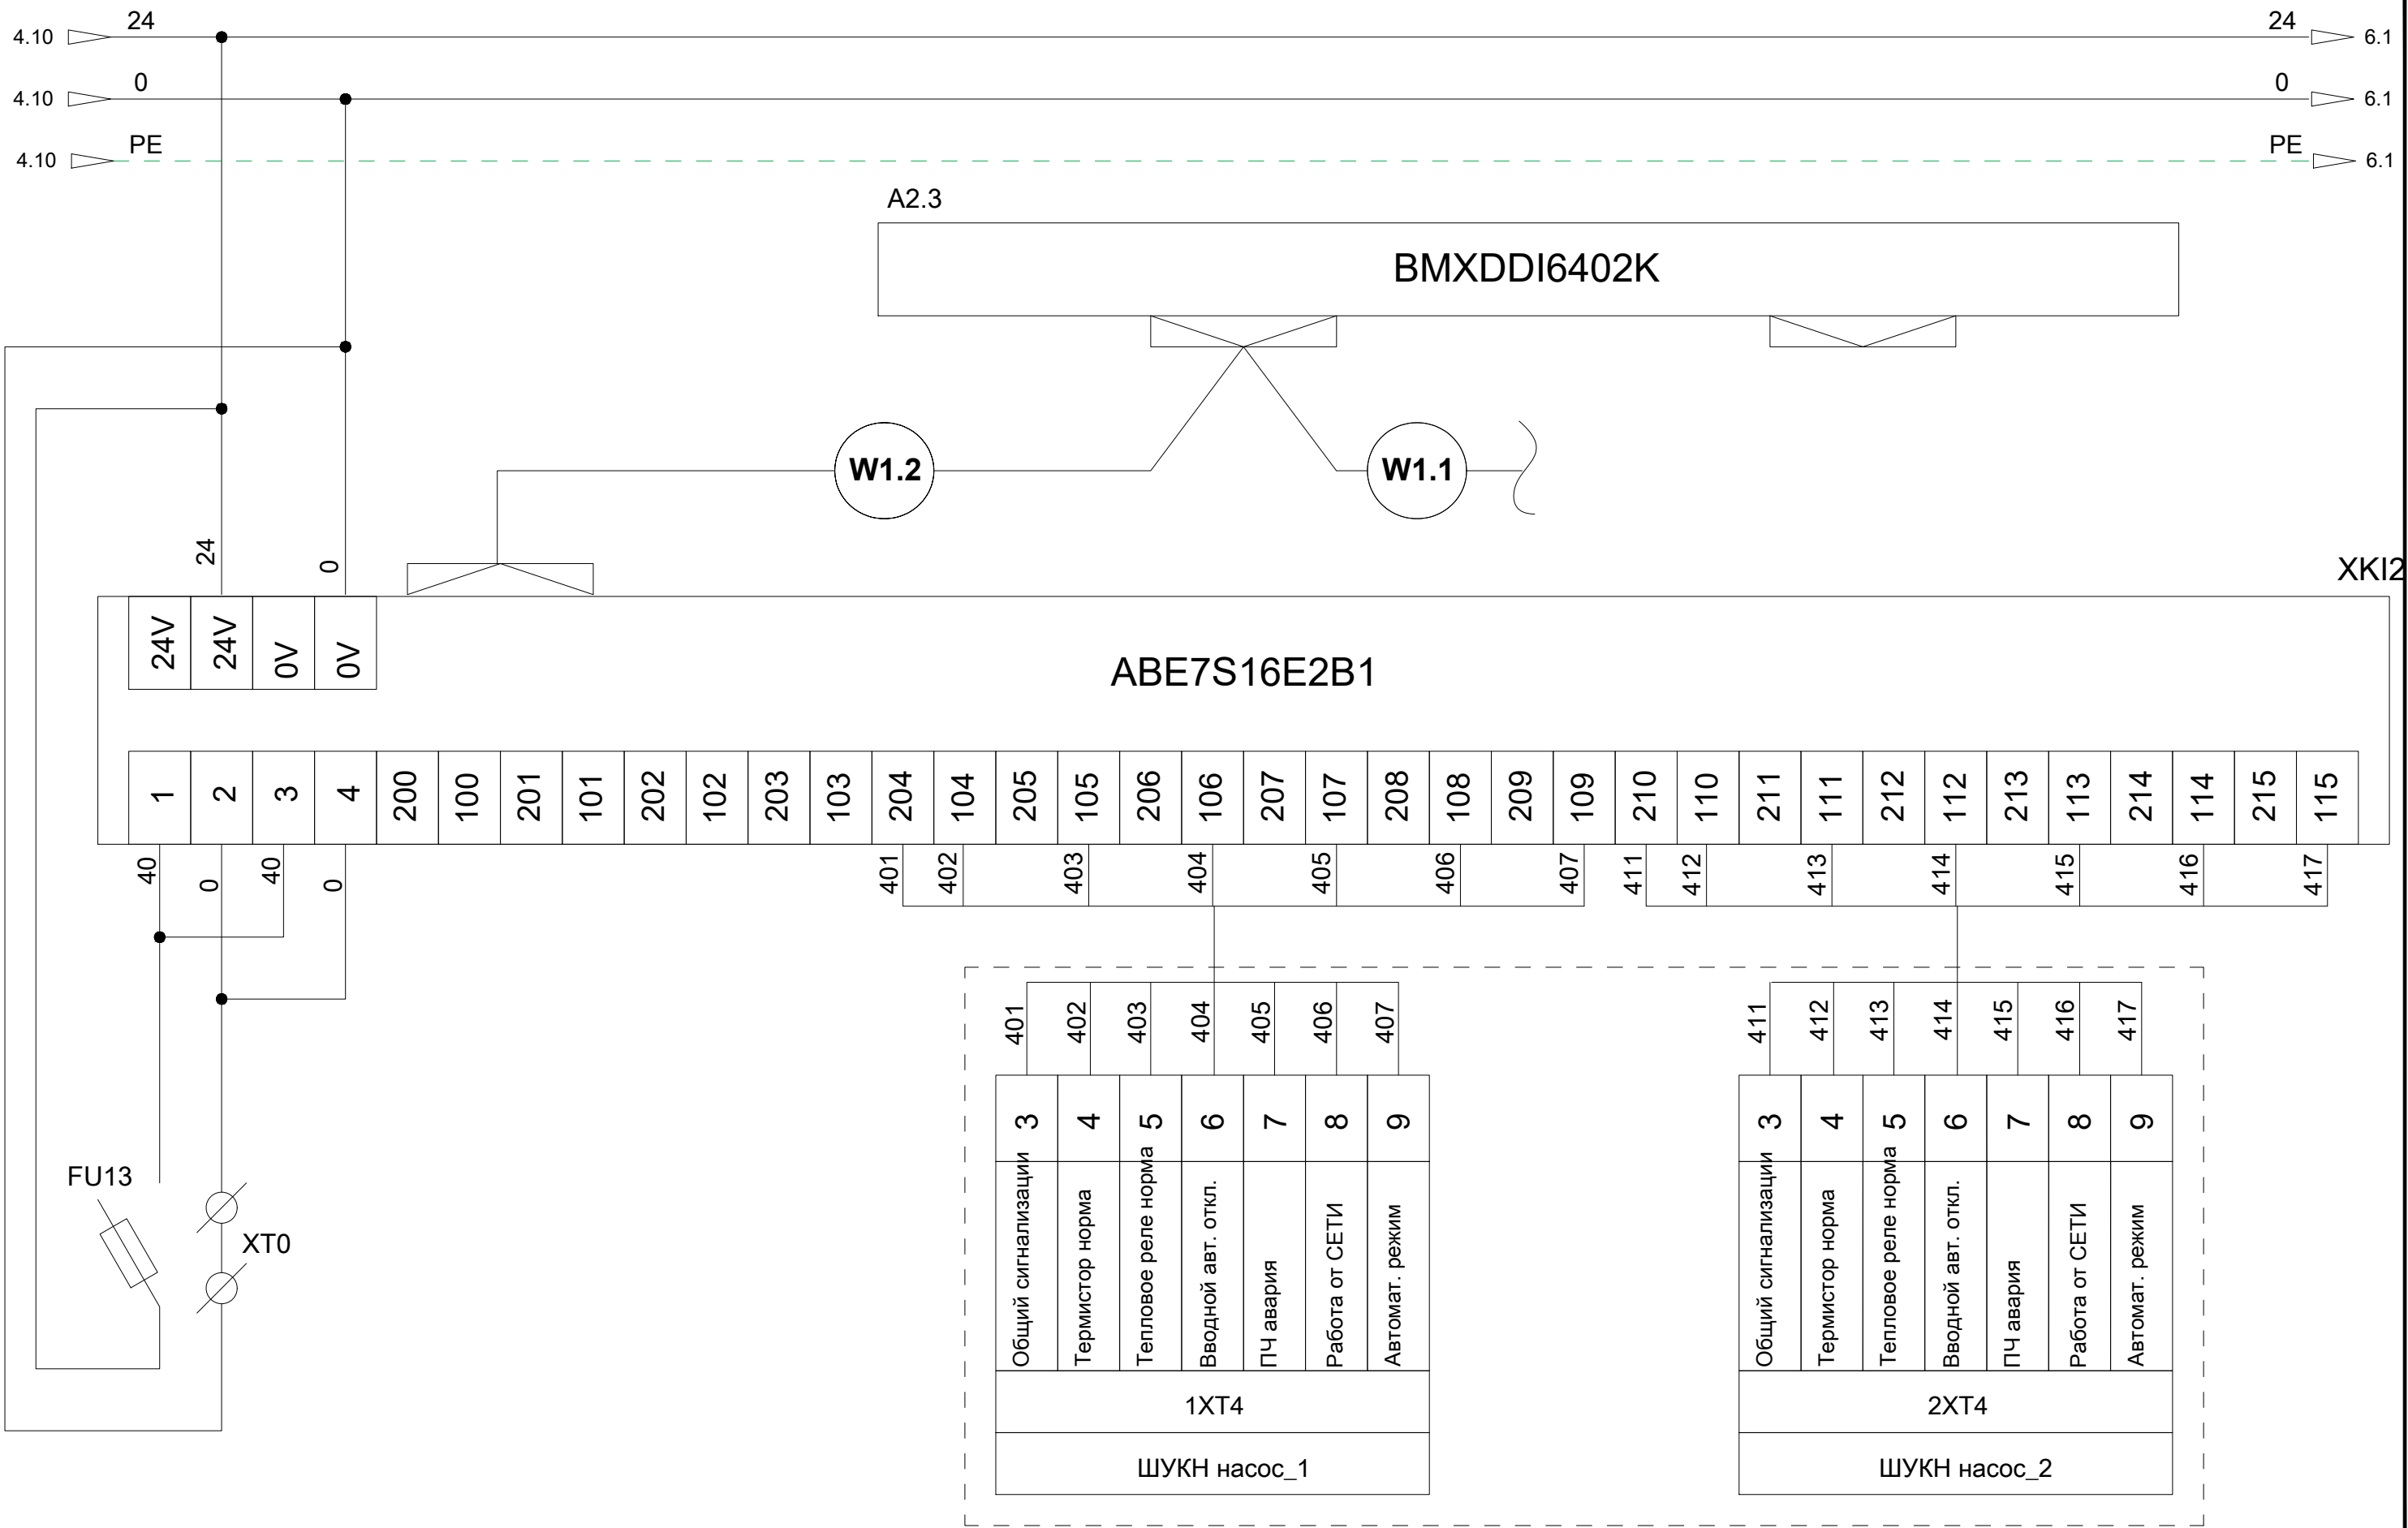 4.10 24 24 6.1
4.10 0 0 6.1
4.10 PE PE 6.1
A2.3
BMXDDI6402K
W1.2 W1.1
24 0
XKI2
24V 24V 0V 0V
ABE7S16E2B1
1 2 3 4 200 100 201 101 202 102 203 103 204 104 205 105 206 106 207 107 208 108 209 109 210 110 211 111 212 112 213 113 214 114 215 115
40 0 40 0 401 402 403 404 405 406 407 411 412 413 414 415 416 417
401 402 403 404 405 406 407 411 412 413 414 415 416 417
3 4 5 6 7 8 9 3 4 5 6 7 8 9
FU13
XT0
Общий сигнализации
Термистор норма
Тепловое реле норма
Вводной авт. откл.
ПЧ авария
Работа от СЕТИ
Автомат. режим
Общий сигнализации
Термистор норма
Тепловое реле норма
Вводной авт. откл.
ПЧ авария
Работа от СЕТИ
Автомат. режим
1XT4 2XT4
ШУКН насос_1 ШУКН насос_2